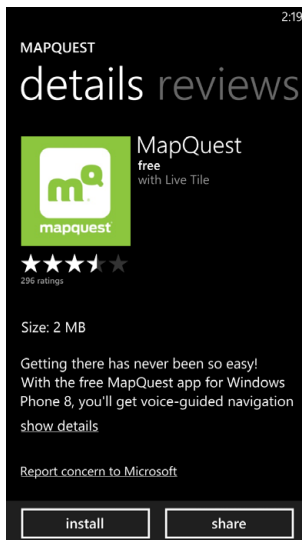 2:19
MAPQUEST
details reviews
MapQuest
free
with Live Tile
mQ
mapquest
296 ratings
Size: 2 MB
Getting there has never been so easy!
With the free MapQuest app for Windows
Phone 8, you'll get voice-guided navigation
show details
Report concern to Microsoft
install share